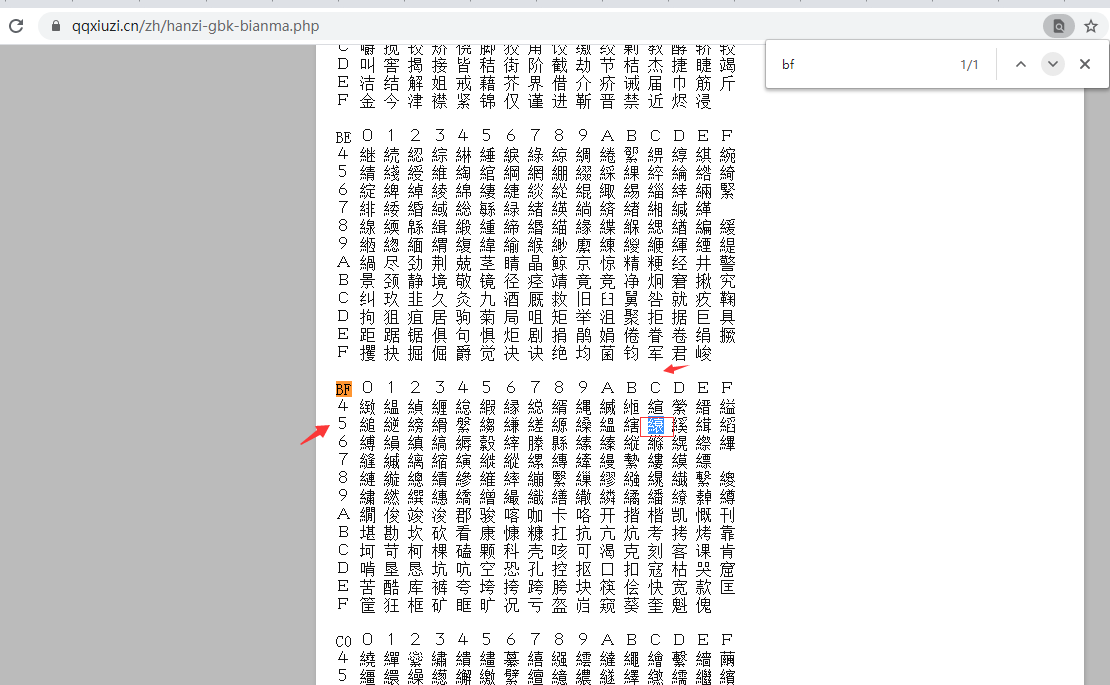 qqxiuzi.cn/zh/hanzi-gbk-bianma.php
bf 1/1
C 嚼 搅 铰 矫 侥 脚 狡 角 饺 缴 绞 剿 教 酵 轿 较
D 叫 窖 揭 接 皆 秸 街 阶 截 劫 节 桔 杰 捷 睫 竭
E 洁 结 解 姐 戒 藉 芥 界 借 介 疥 诫 届 巾 筋 斤
F 金 今 津 襟 紧 锦 仅 谨 进 靳 晋 禁 近 烬 浸
BE 0 1 2 3 4 5 6 7 8 9 A B C D E F
4 継 続 綛 綜 綝 綞 綟 綠 綡 綢 綣 綤 綥 綧 綨 綩
5 綪 綫 綬 維 綯 綰 綱 網 綳 綴 綵 綶 綷 綸 綹 綺
6 綻 綼 綽 綾 綿 緀 緁 緂 緃 緄 緅 緆 緇 緈 緉 緊
7 緋 緌 緍 緎 総 緐 緑 緒 緓 緔 緕 緖 緗 緘 緙
8 線 緛 緜 緝 緞 緟 締 緡 緢 緣 緤 緥 緦 緧 編 緩
9 緪 緫 緬 緭 緮 緯 緰 緱 緲 緳 練 緵 緶 緷 緸 緹
A 緺 尽 劲 荆 兢 茎 睛 晶 鲸 京 惊 精 粳 经 井 警
B 景 颈 静 境 敬 镜 径 痉 靖 竟 竞 净 炯 窘 揪 究
C 纠 玖 韭 久 灸 九 酒 厩 救 旧 臼 舅 咎 就 疚 鞠
D 拘 狙 疽 居 驹 菊 局 咀 矩 举 沮 聚 拒 据 巨 具
E 距 踞 锯 俱 句 惧 炬 剧 捐 鹃 娟 倦 眷 卷 绢 撅
F 攫 抉 掘 倔 爵 觉 决 诀 绝 均 菌 钧 军 君 峻
BF 0 1 2 3 4 5 6 7 8 9 A B C D E F
4 緻 緼 緽 緾 緿 縀 縁 縂 縃 縄 縅 縆 縇 縈 縉 縊
5 縋 縌 縍 縎 縏 縐 縑 縒 縓 縔 縕 縖 縗 縘 縙 縚
6 縛 縜 縝 縞 縟 縠 縡 縢 縣 縤 縥 縦 縧 縨 縩 縪
7 縫 縬 縭 縮 縯 縰 縱 縲 縳 縴 縵 縶 縷 縸 縹
8 縺 縼 總 績 縿 繀 繂 繃 繄 繅 繆 繈 繉 繊 繋 繌
9 繍 繎 繏 繐 繑 繒 繓 織 繕 繖 繗 繘 繙 繚 繛 繜
A 繝 俊 竣 浚 郡 骏 喀 咖 卡 咯 开 揩 楷 凯 慨 刊
B 堪 勘 坎 砍 看 康 慷 糠 扛 抗 亢 炕 考 拷 烤 靠
C 坷 苛 柯 棵 磕 颗 科 壳 咳 可 渴 克 刻 客 课 肯
D 啃 垦 恳 坑 吭 空 恐 孔 控 抠 口 扣 寇 枯 哭 窟
E 苦 酷 库 裤 夸 垮 挎 跨 胯 块 筷 侩 快 宽 款 匡
F 筐 狂 框 矿 眶 旷 况 亏 盔 岿 窥 葵 奎 魁 傀
C0 0 1 2 3 4 5 6 7 8 9 A B C D E F
4 繞 繟 繠 繡 繢 繣 繤 繥 繦 繧 繨 繩 繪 繫 繬 繭
5 繮 繯 繰 繱 繲 繳 繴 繵 繶 繷 繸 繹 繺 繻 繼 繽